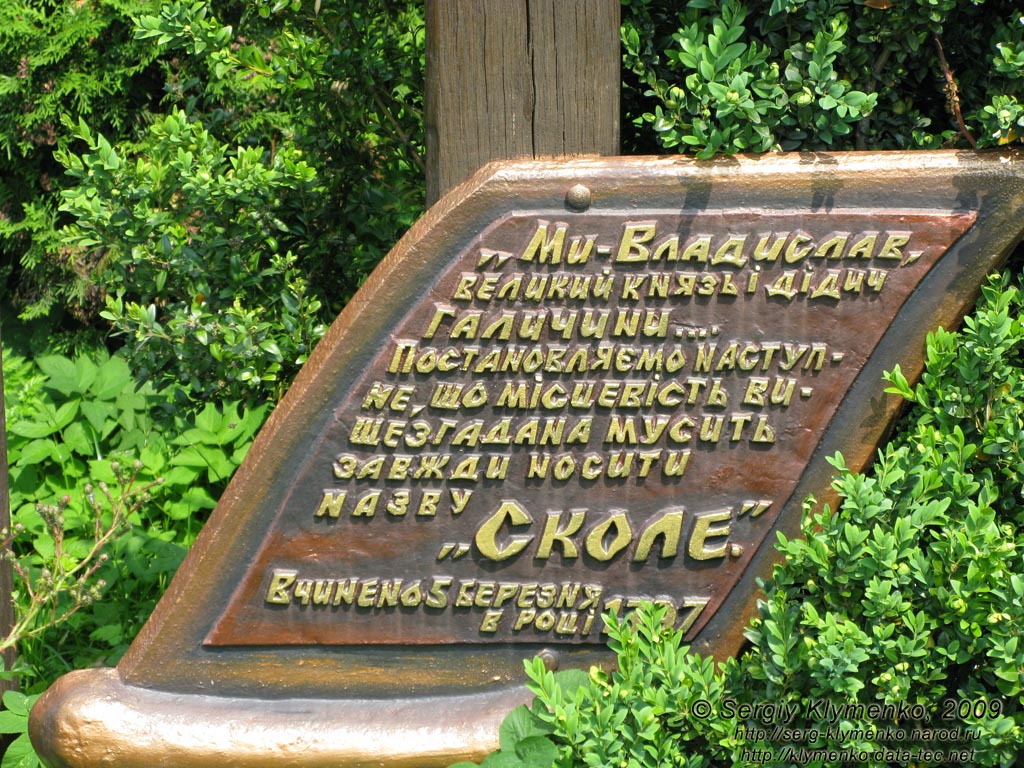 „Ми-Владислав,
великий князь і дідич
Галичини....
Постановляємо наступ-
не, що місцевість ви-
щезгадана мусить
завжди носити
назву
„Сколе".
Вчинено 5 березня
в році
© Sergiy Klymenko, 2009
http://serg-klymenko.narod.ru
http://klymenko.data-tec.net